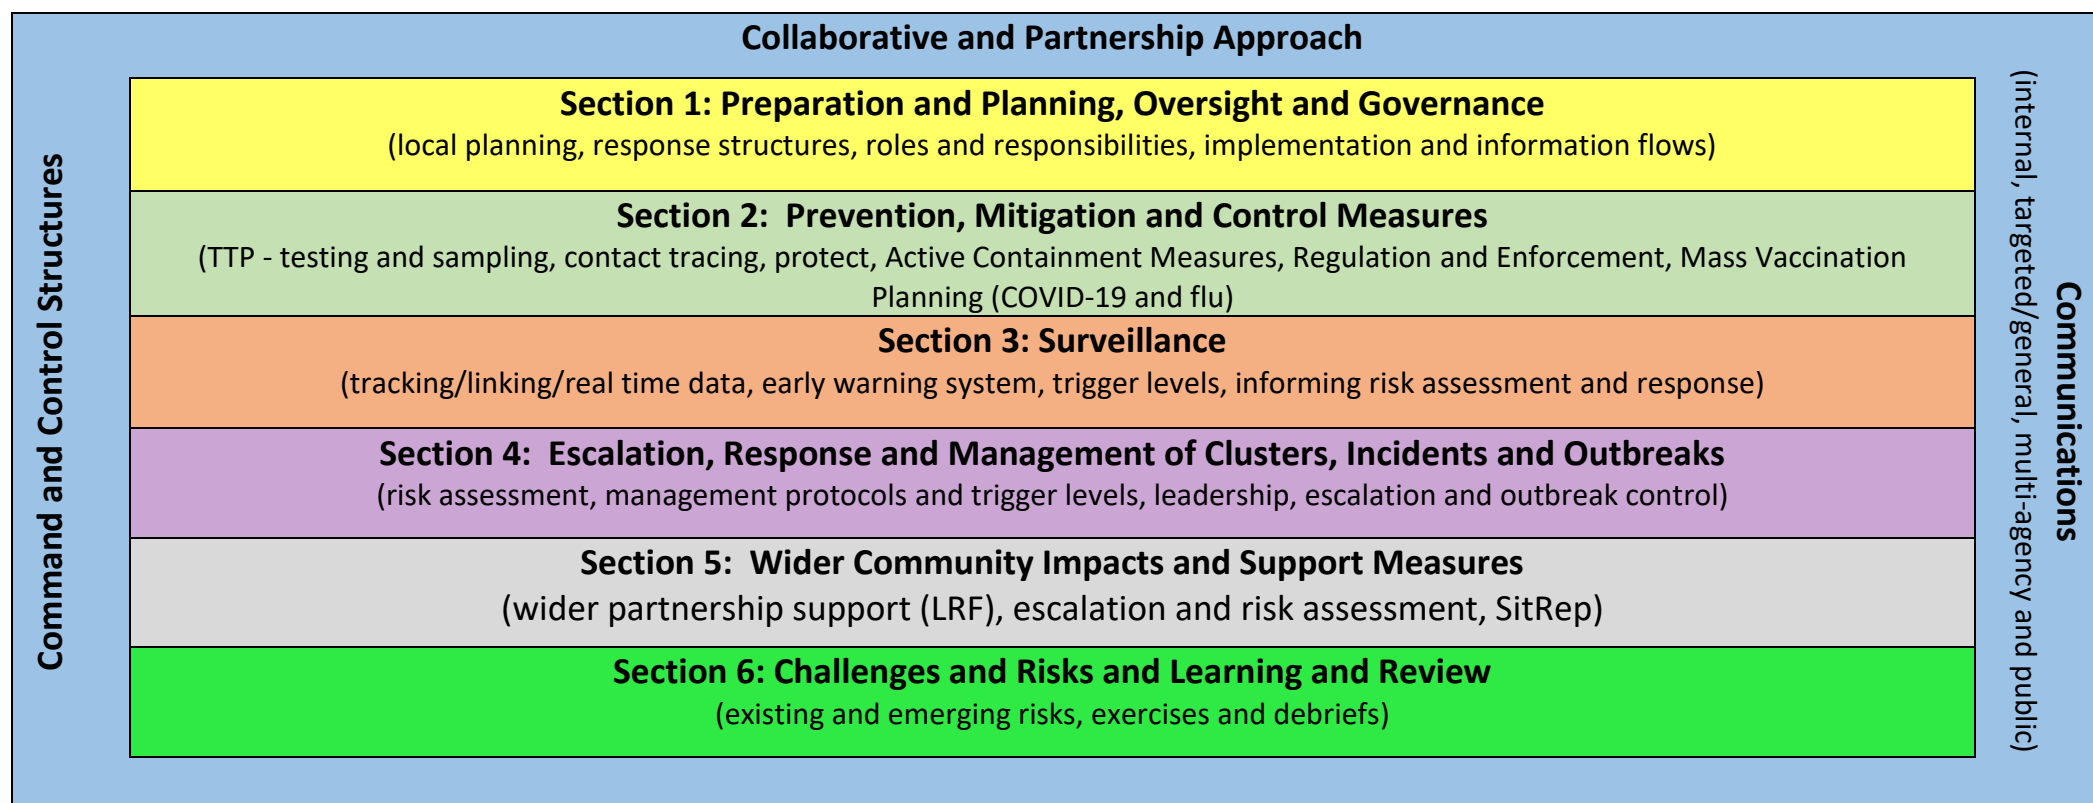 Collaborative and Partnership Approach
Command and Control Structures
Section 1: Preparation and Planning, Oversight and Governance
(local planning, response structures, roles and responsibilities, implementation and information flows)
Section 2:  Prevention, Mitigation and Control Measures
(TTP - testing and sampling, contact tracing, protect, Active Containment Measures, Regulation and Enforcement, Mass Vaccination
Planning (COVID-19 and flu)
Section 3: Surveillance
(tracking/linking/real time data, early warning system, trigger levels, informing risk assessment and response)
Section 4:  Escalation, Response and Management of Clusters, Incidents and Outbreaks
(risk assessment, management protocols and trigger levels, leadership, escalation and outbreak control)
Section 5:  Wider Community Impacts and Support Measures
(wider partnership support (LRF), escalation and risk assessment, SitRep)
Section 6: Challenges and Risks and Learning and Review
(existing and emerging risks, exercises and debriefs)
Communications
(internal, targeted/general, multi-agency and public)